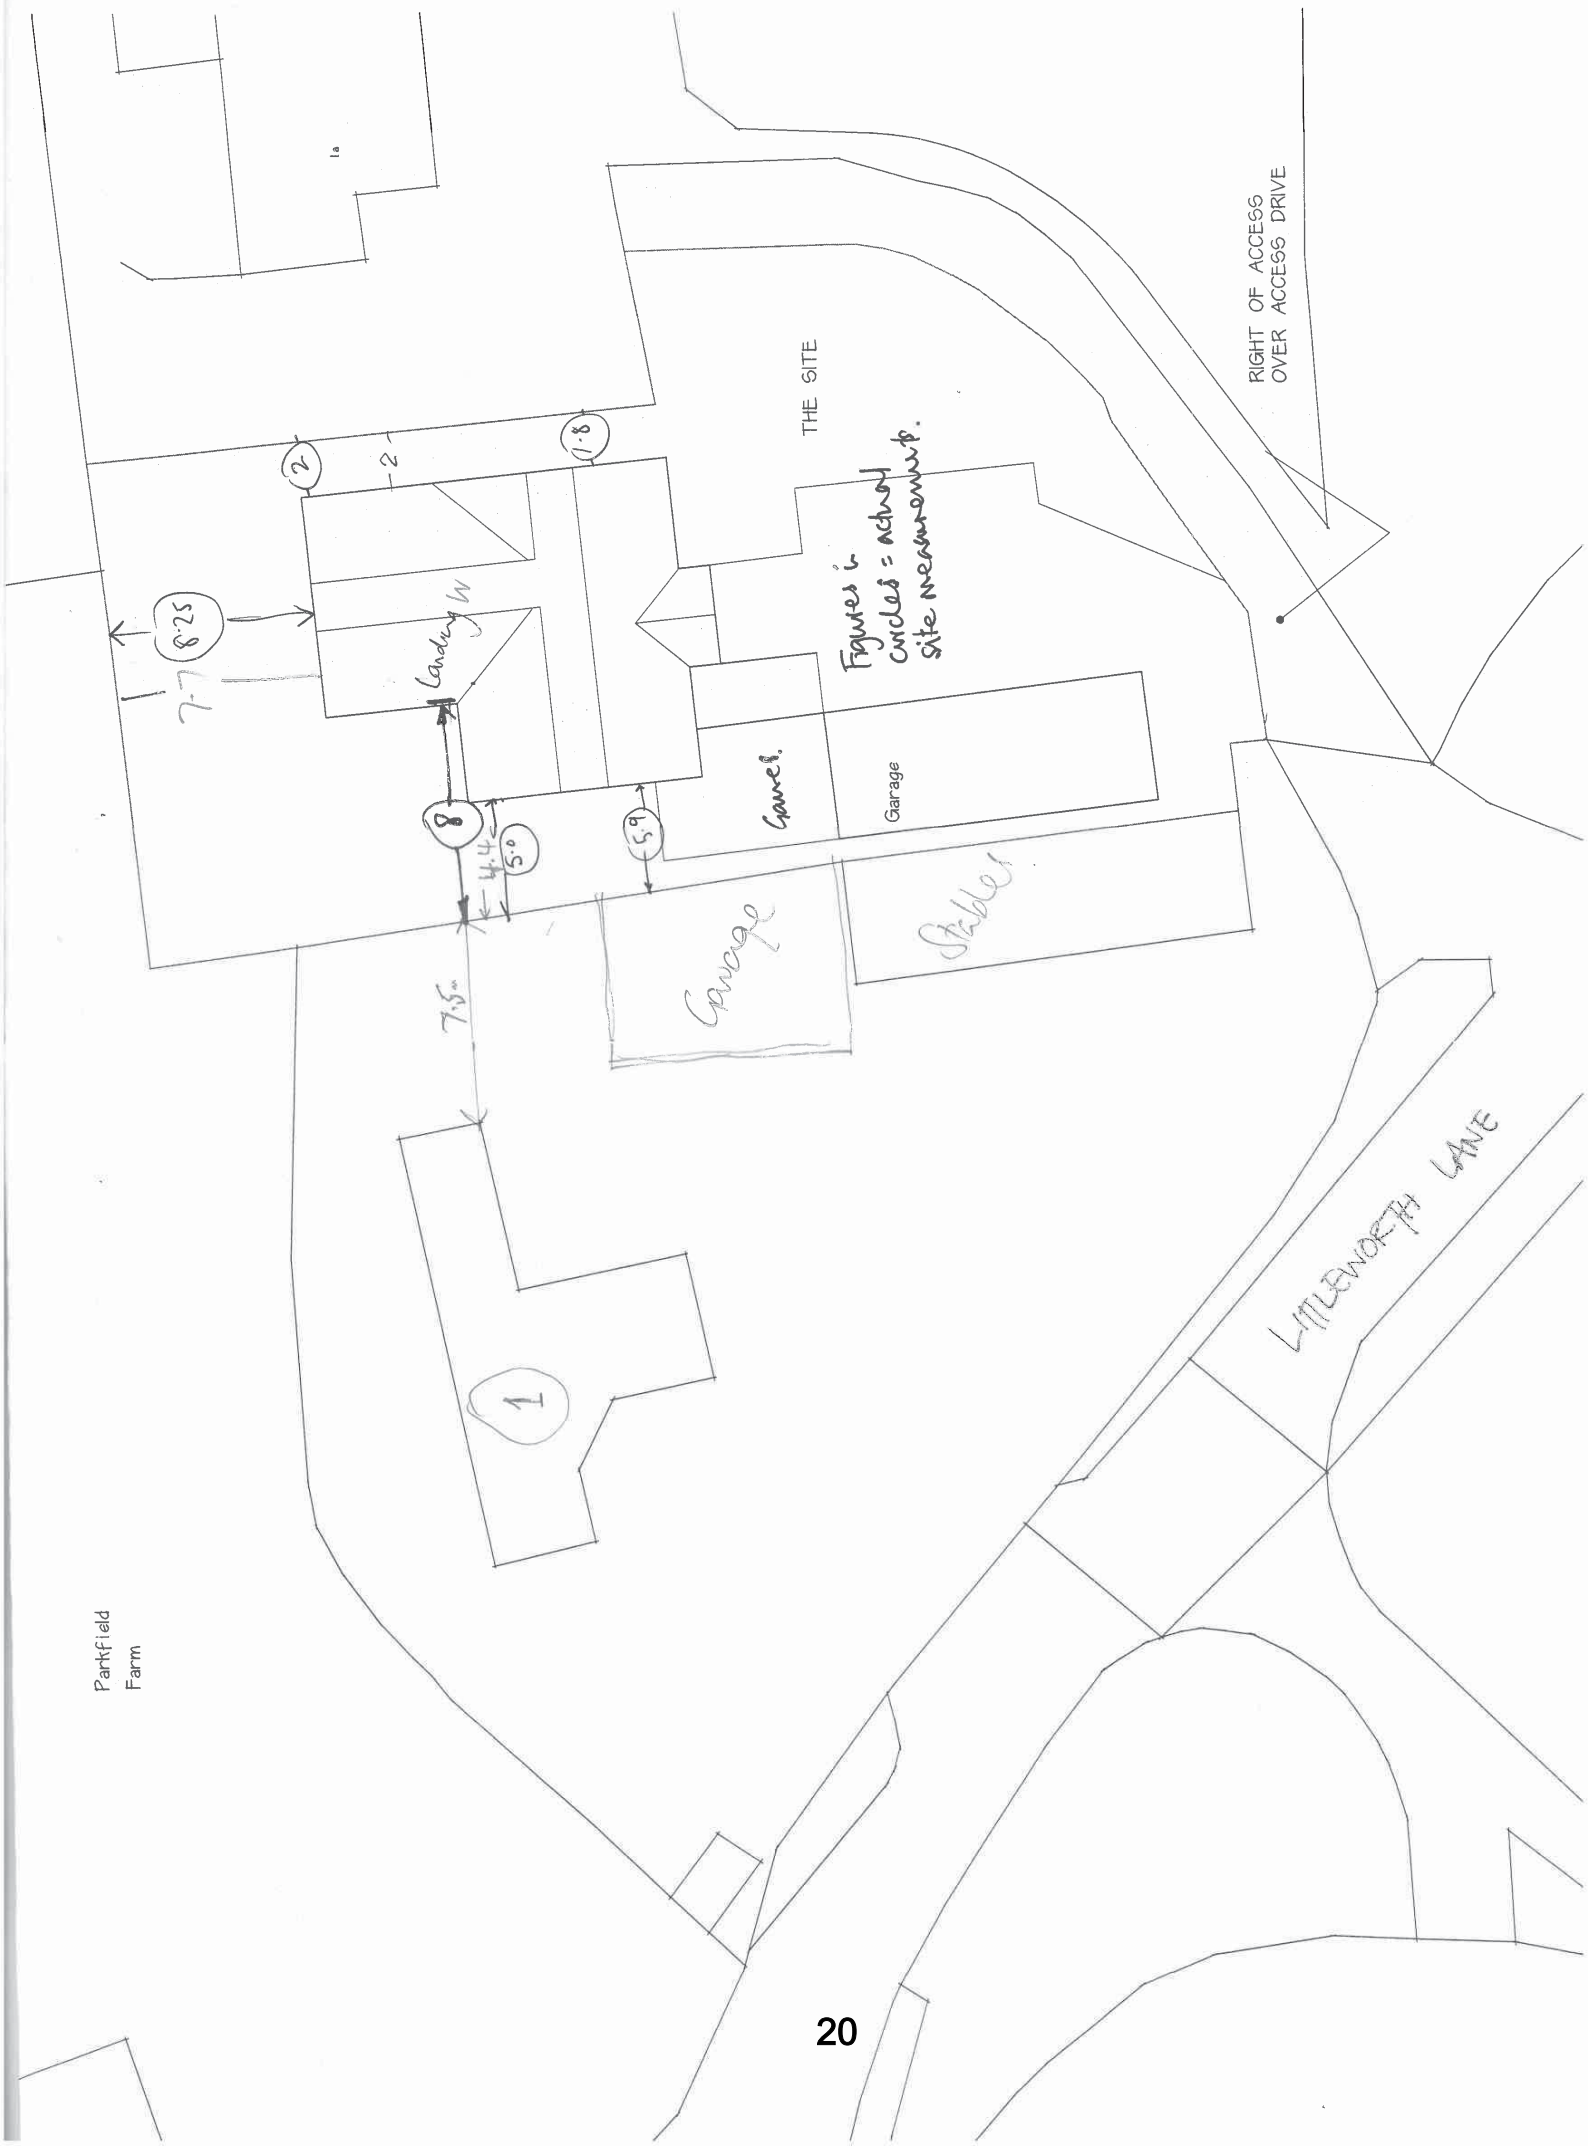 Parkfield
Farm
1a
8.25
7.7
2
2
1.8
Landing W
8
4.4
5.0
5.9
7.5m
1
THE SITE
Figures in
circles = actual
site measurements.
Garage
Garage
Stables
RIGHT OF ACCESS
OVER ACCESS DRIVE
LITTLEWORTH LANE
20